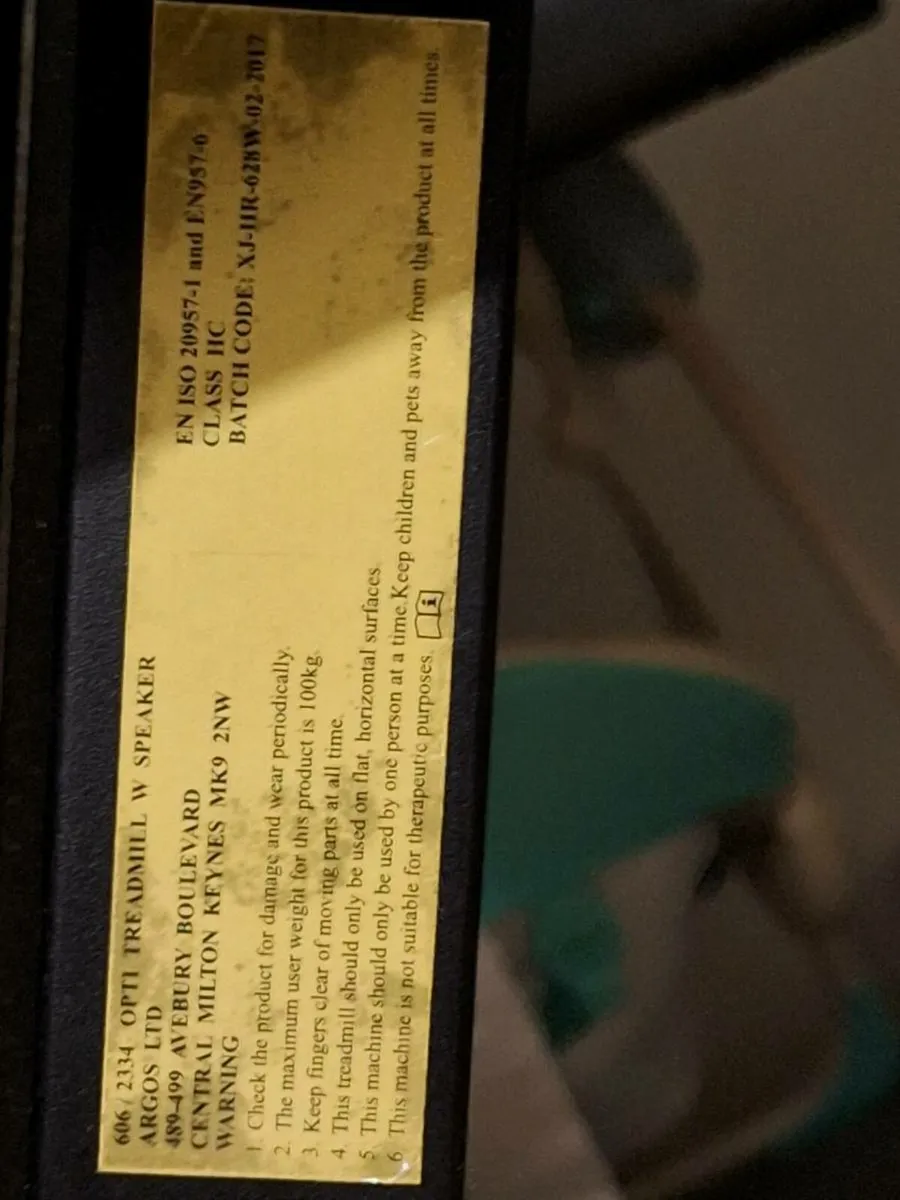 606/2334 OPTI TREADMILL W SPEAKER
ARGOS LTD
489-499 AVEBURY BOULEVARD
CENTRAL MILTON KEYNES MK9 2NW
WARNING
EN ISO 20957-1 and EN957-6
CLASS HC
BATCH CODE: XJ-HR-628W-02-2017
1. Check the product for damage and wear periodically.
2. The maximum user weight for this product is 100kg.
3 Keep fingers clear of moving parts at all time.
4. This treadmill should only be used on flat, horizontal surfaces
5. This machine should only be used by one person at a time.Keep children and pets away from the product at all times.
6 This machine is not suitable for therapeutic purposes.